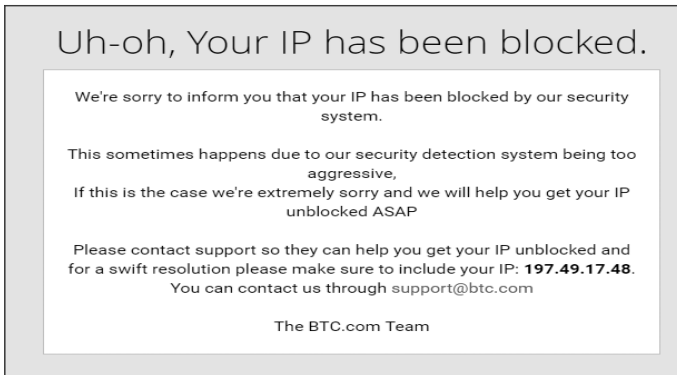 Uh-oh, Your IP has been blocked.
We're sorry to inform you that your IP has been blocked by our security
system.
This sometimes happens due to our security detection system being too
aggressive,
If this is the case we're extremely sorry and we will help you get your IP
unblocked ASAP
Please contact support so they can help you get your IP unblocked and
for a swift resolution please make sure to include your IP: 197.49.17.48.
You can contact us through support@btc.com
The BTC.com Team